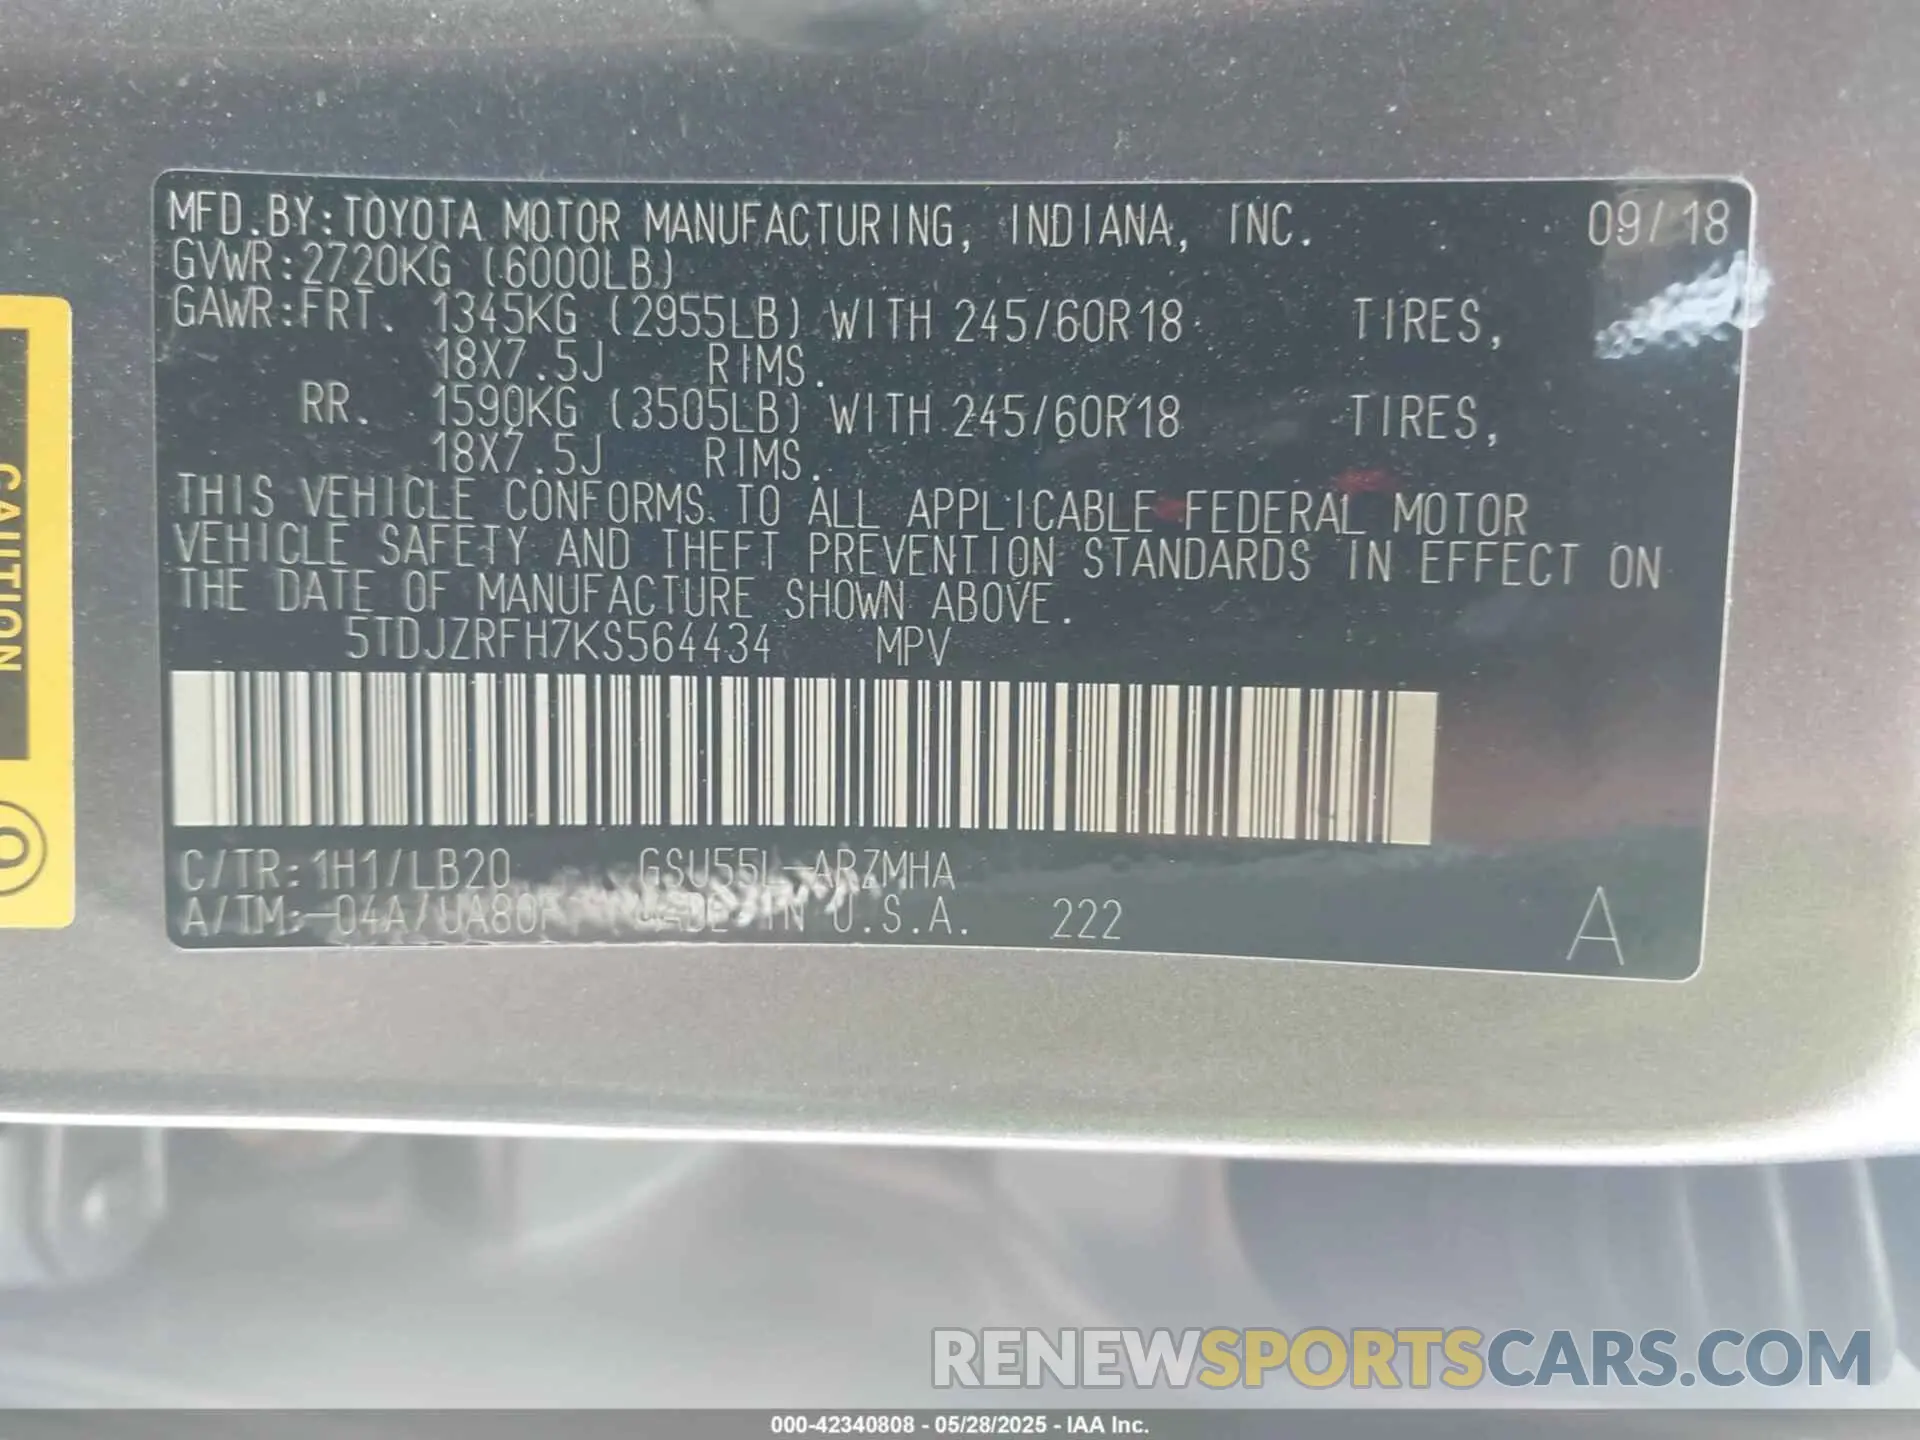 MFD.BY:TOYOTA MOTOR MANUFACTURING, INDIANA, INC. 09/18
GVWR:2720KG (6000LB)
GAWR:FRT. 1345KG (2955LB) WITH 245/60R18 TIRES,
18X7.5J RIMS.
RR. 1590KG (3505LB) WITH 245/60R18 TIRES,
18X7.5J RIMS.
THIS VEHICLE CONFORMS TO ALL APPLICABLE FEDERAL MOTOR
VEHICLE SAFETY AND THEFT PREVENTION STANDARDS IN EFFECT ON
THE DATE OF MANUFACTURE SHOWN ABOVE.
5TDJZRFH7KS564434 MPV
C/TR:1H1/LB20 GSU55L-ARZMHA
A/TM:-04A/UA80F MADE IN U.S.A. 222
A
CAUTION
RENEWSPORTSCARS.COM
000-42340808 - 05/28/2025 - IAA Inc.